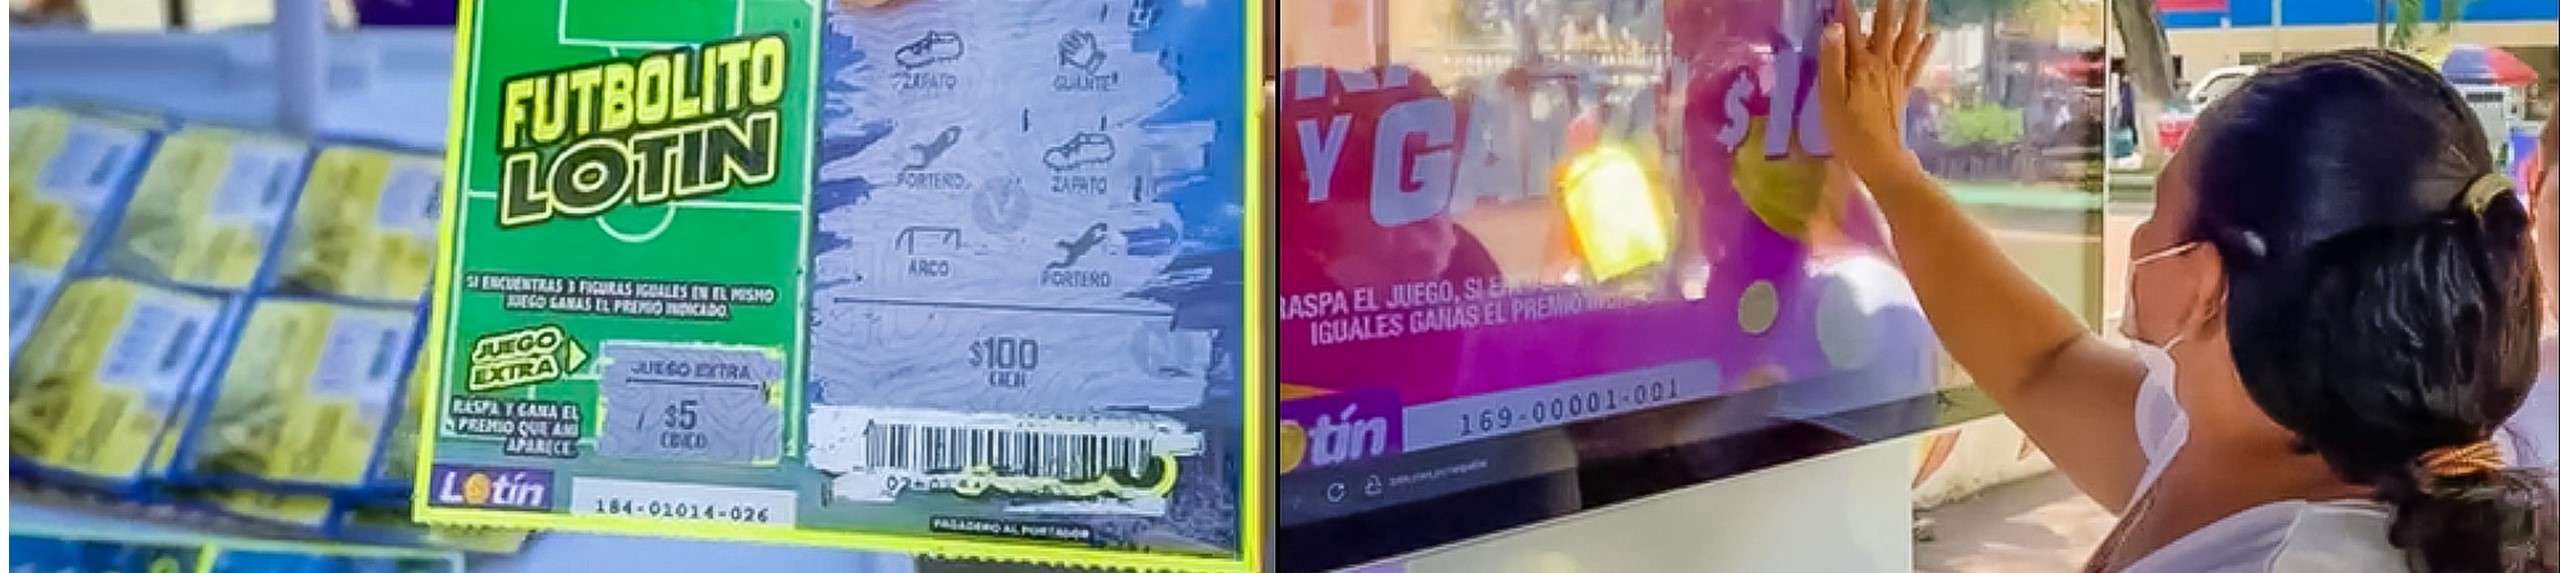 FUTBOLITO
LOTIN
SI ENCUENTRAS 3 FIGURAS IGUALES EN EL MISMO
JUEGO GANAS EL PREMIO INDICADO.
JUEGO
EXTRA
JUEGO EXTRA
$5
CINCO
RASPA Y GANA EL
PREMIO QUE AHI
APARECE.
Lotín
184-01014-026
ZAPATO GUANTE
PORTERO ZAPATO
ARCO PORTERO
$100
CIEN
PAGADERO AL PORTADOR
Y GA
$10
RASPA EL JUEGO, SI
IGUALES GANAS EL PREMIO
otín
169-00001-001